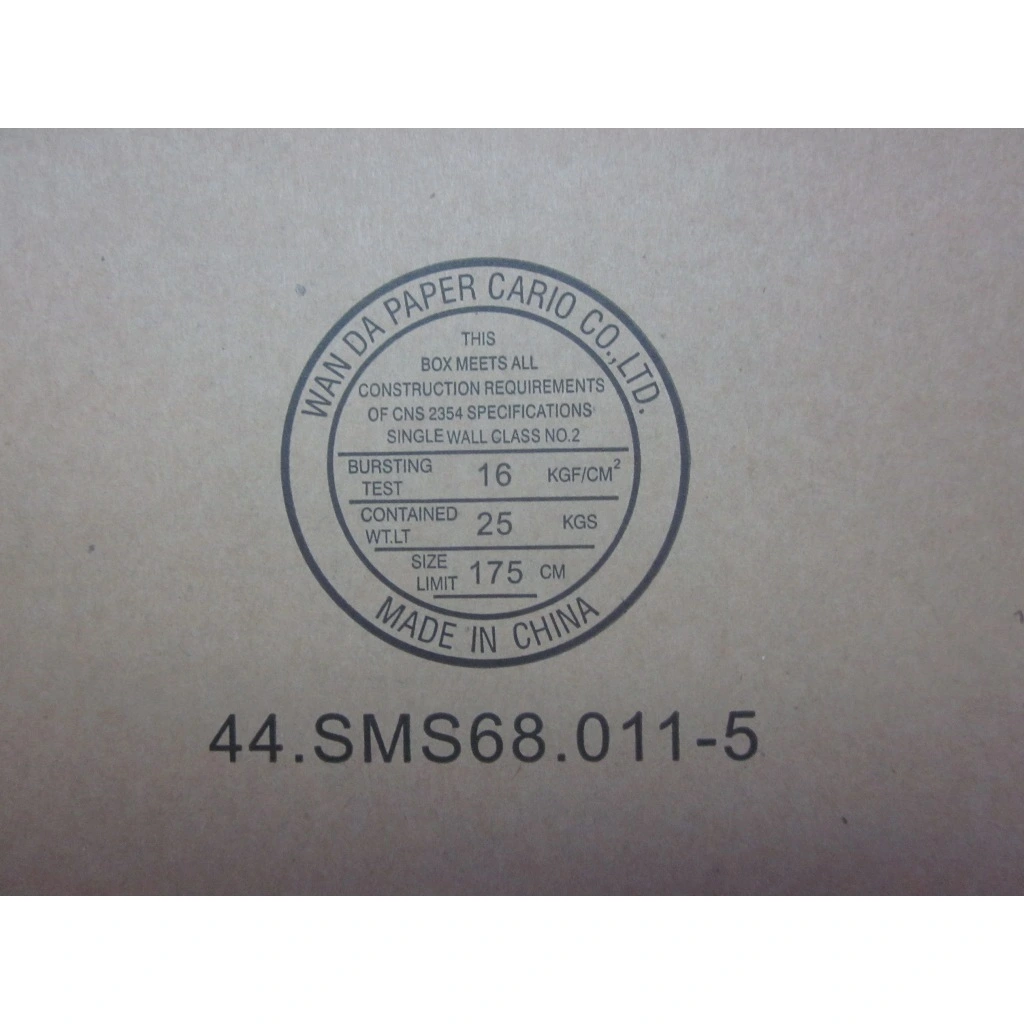 WAN DA PAPER CARIO CO.,LTD.
THIS
BOX MEETS ALL
CONSTRUCTION REQUIREMENTS
OF CNS 2354 SPECIFICATIONS
SINGLE WALL CLASS NO.2
BURSTING TEST 16 KGF/CM²
CONTAINED WT.LT 25 KGS
SIZE LIMIT 175 CM
MADE IN CHINA
44.SMS68.011-5